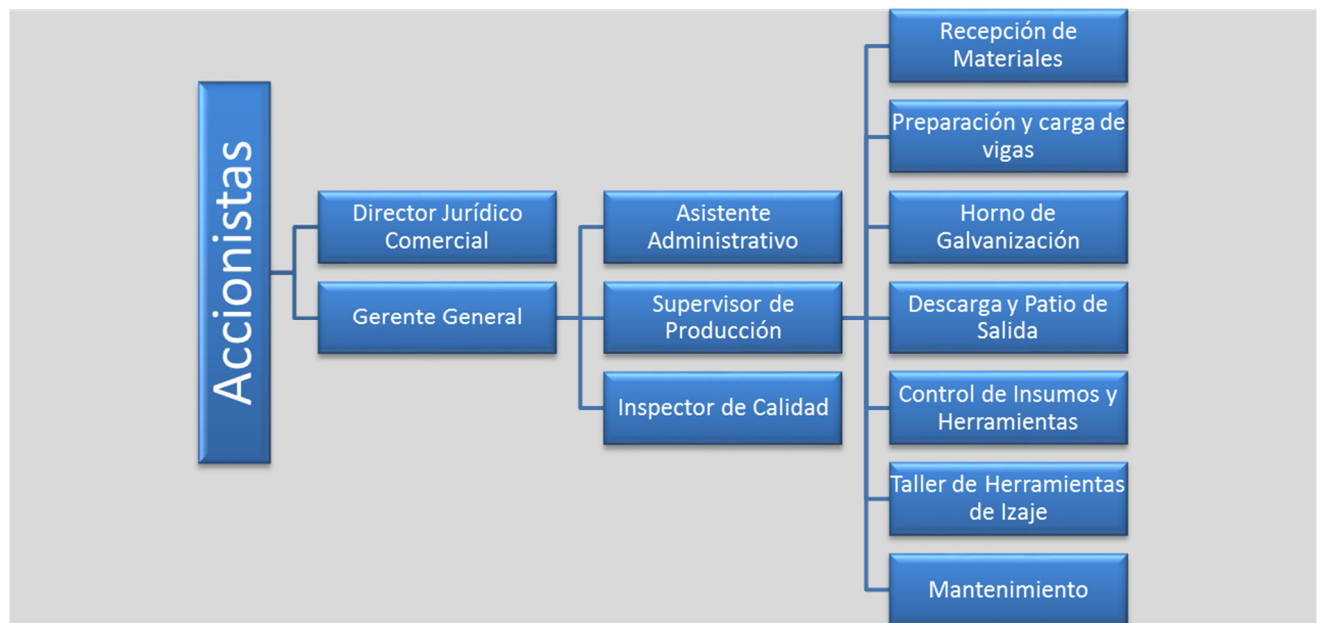 Accionistas
Director Jurídico
Comercial
Gerente General
Asistente
Administrativo
Supervisor de
Producción
Inspector de Calidad
Recepción de
Materiales
Preparación y carga de
vigas
Horno de
Galvanización
Descarga y Patio de
Salida
Control de Insumos y
Herramientas
Taller de Herramientas
de Izaje
Mantenimiento